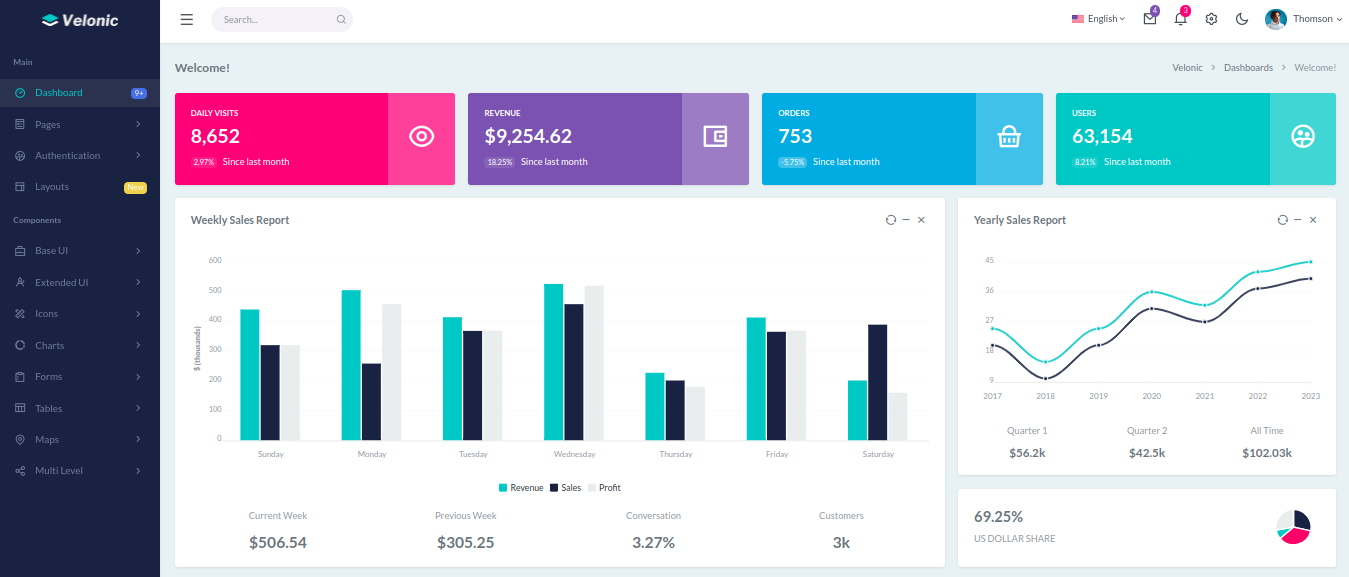 Velonic
Search...
English
4
3
Thomson
Main
Dashboard 9+
Pages
Authentication
Layouts New
Components
Base UI
Extended UI
Icons
Charts
Forms
Tables
Maps
Multi Level
Welcome!
Velonic > Dashboards > Welcome!
DAILY VISITS
8,652
2.97% Since last month
REVENUE
$9,254.62
18.25% Since last month
ORDERS
753
-5.75% Since last month
USERS
63,154
8.21% Since last month
Weekly Sales Report
600
500
400
300
200
100
0
$ (thousands)
Sunday Monday Tuesday Wednesday Thursday Friday Saturday
Revenue Sales Profit
Current Week Previous Week Conversation Customers
$506.54 $305.25 3.27% 3k
Yearly Sales Report
45
36
27
18
9
2017 2018 2019 2020 2021 2022 2023
Quarter 1 Quarter 2 All Time
$56.2k $42.5k $102.03k
69.25%
US DOLLAR SHARE